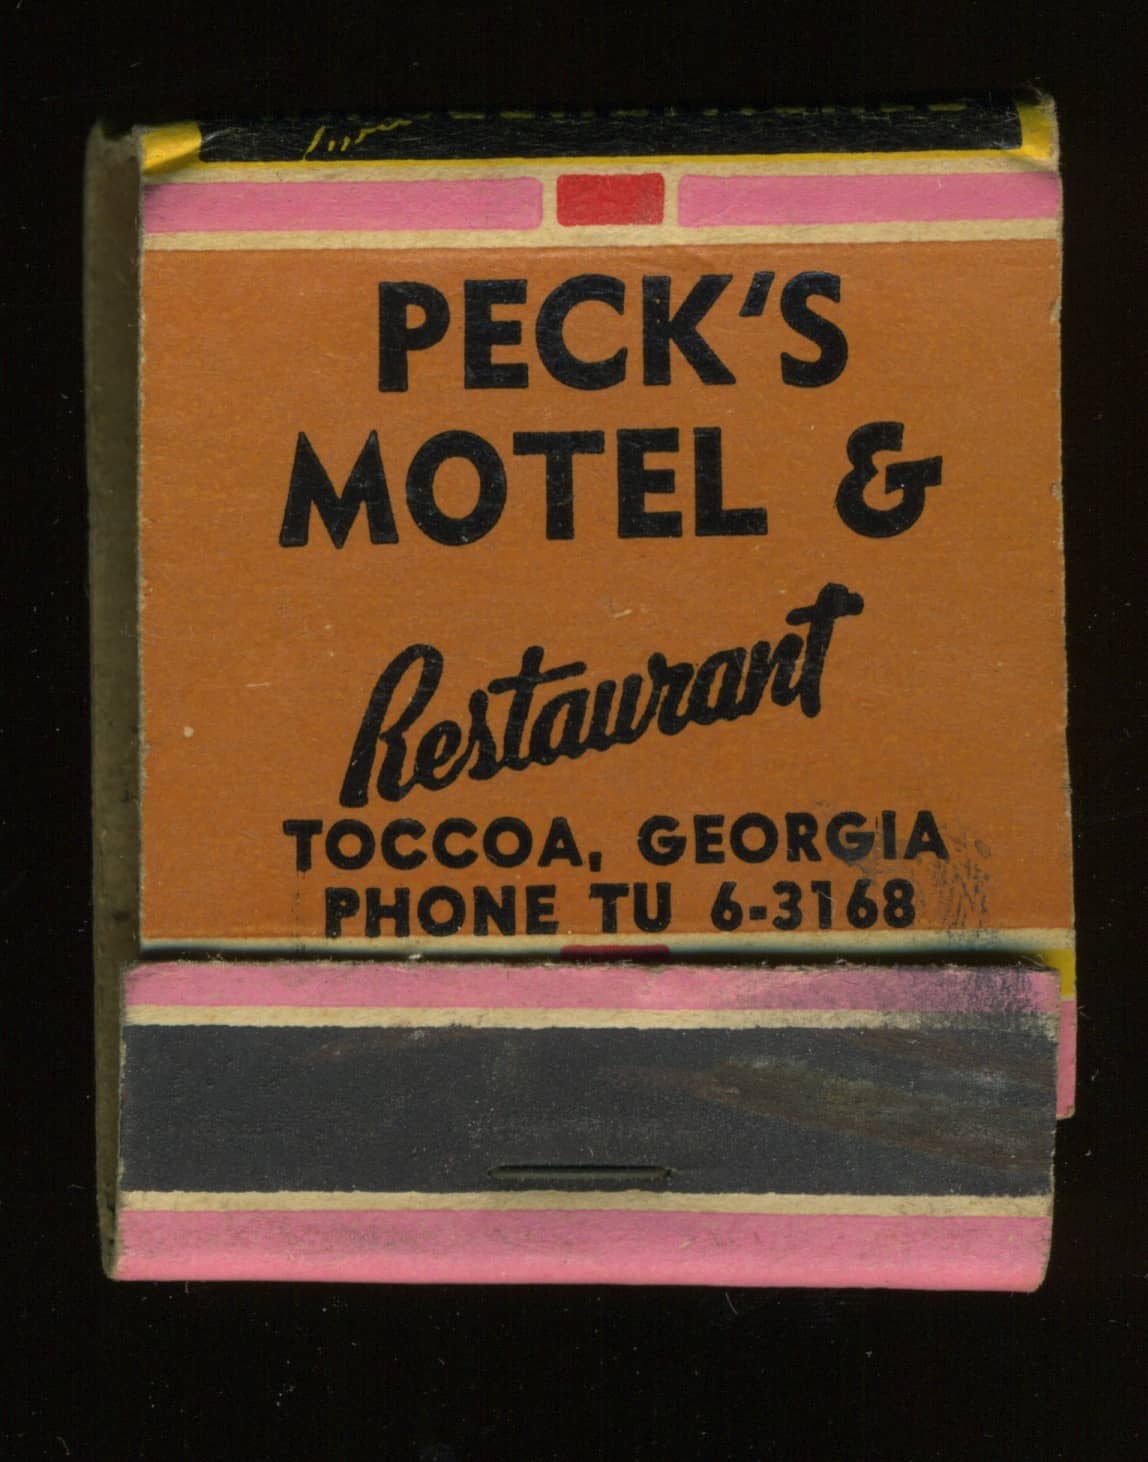 PECK'S
MOTEL &
Restaurant
TOCCOA, GEORGIA
PHONE TU 6-3168